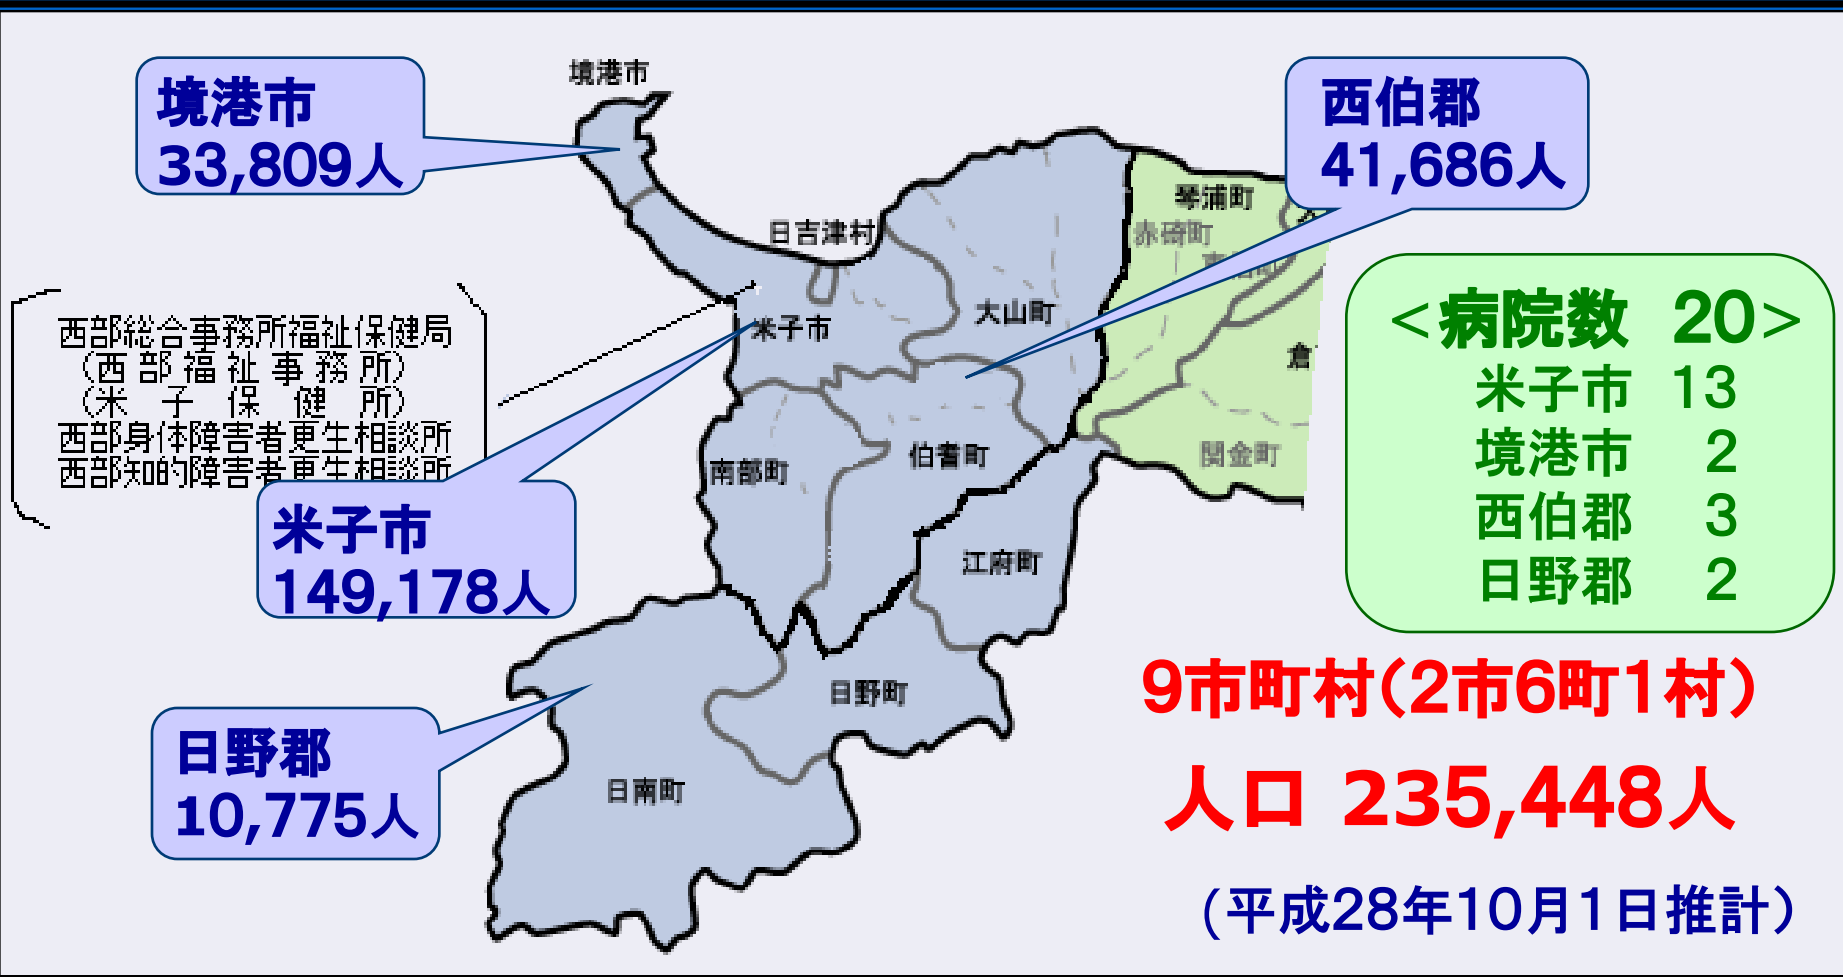 境港市
境港市
33,809人
西伯郡
41,686人
琴浦町
赤碕町
日吉津村
大山町
米子市
西部総合事務所福祉保健局
(西部福祉事務所)
(米子保健所)
西部身体障害者更生相談所
西部知的障害者更生相談所
米子市
149,178人
南部町
伯耆町
関金町
倉
江府町
日野町
日南町
日野郡
10,775人
<病院数 20>
米子市 13
境港市 2
西伯郡 3
日野郡 2
9市町村(2市6町1村)
人口 235,448人
(平成28年10月1日推計)